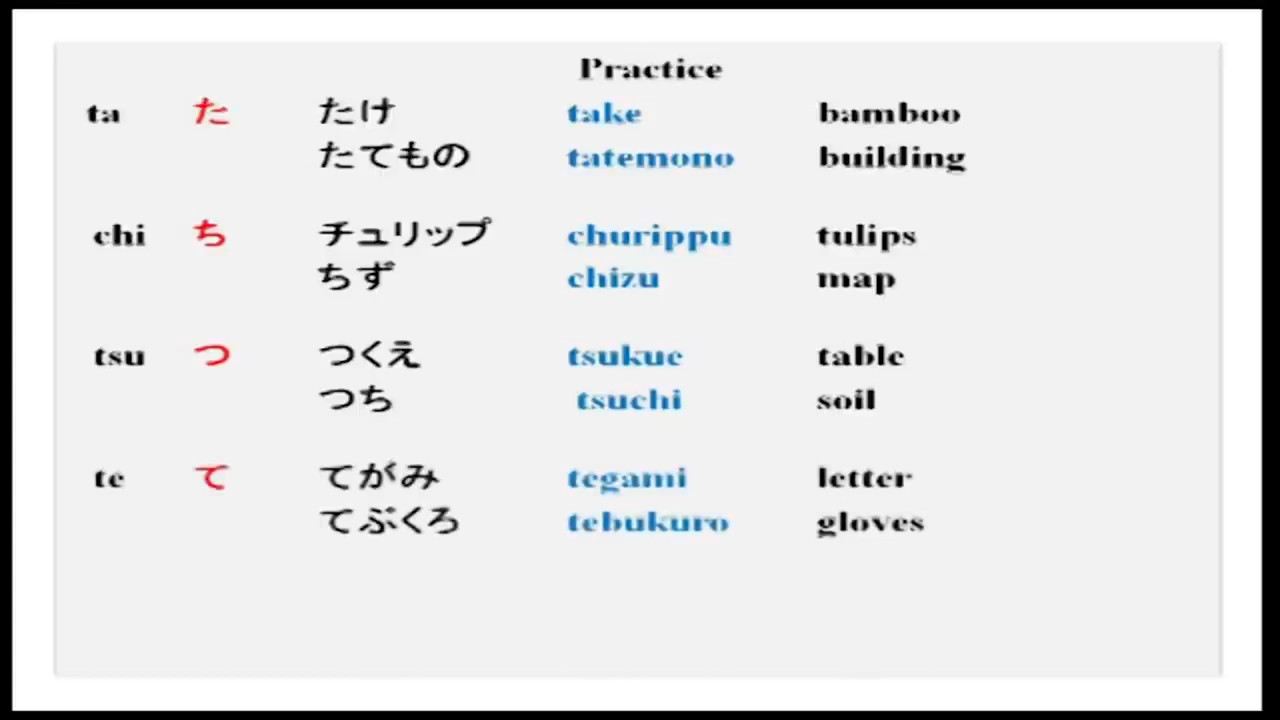 Practice
ta た たけ take bamboo
たてもの tatemono building
chi ち チュリップ churippu tulips
ちず chizu map
tsu つ つくえ tsukue table
つち tsuchi soil
te て てがみ tegami letter
てぶくろ tebukuro gloves